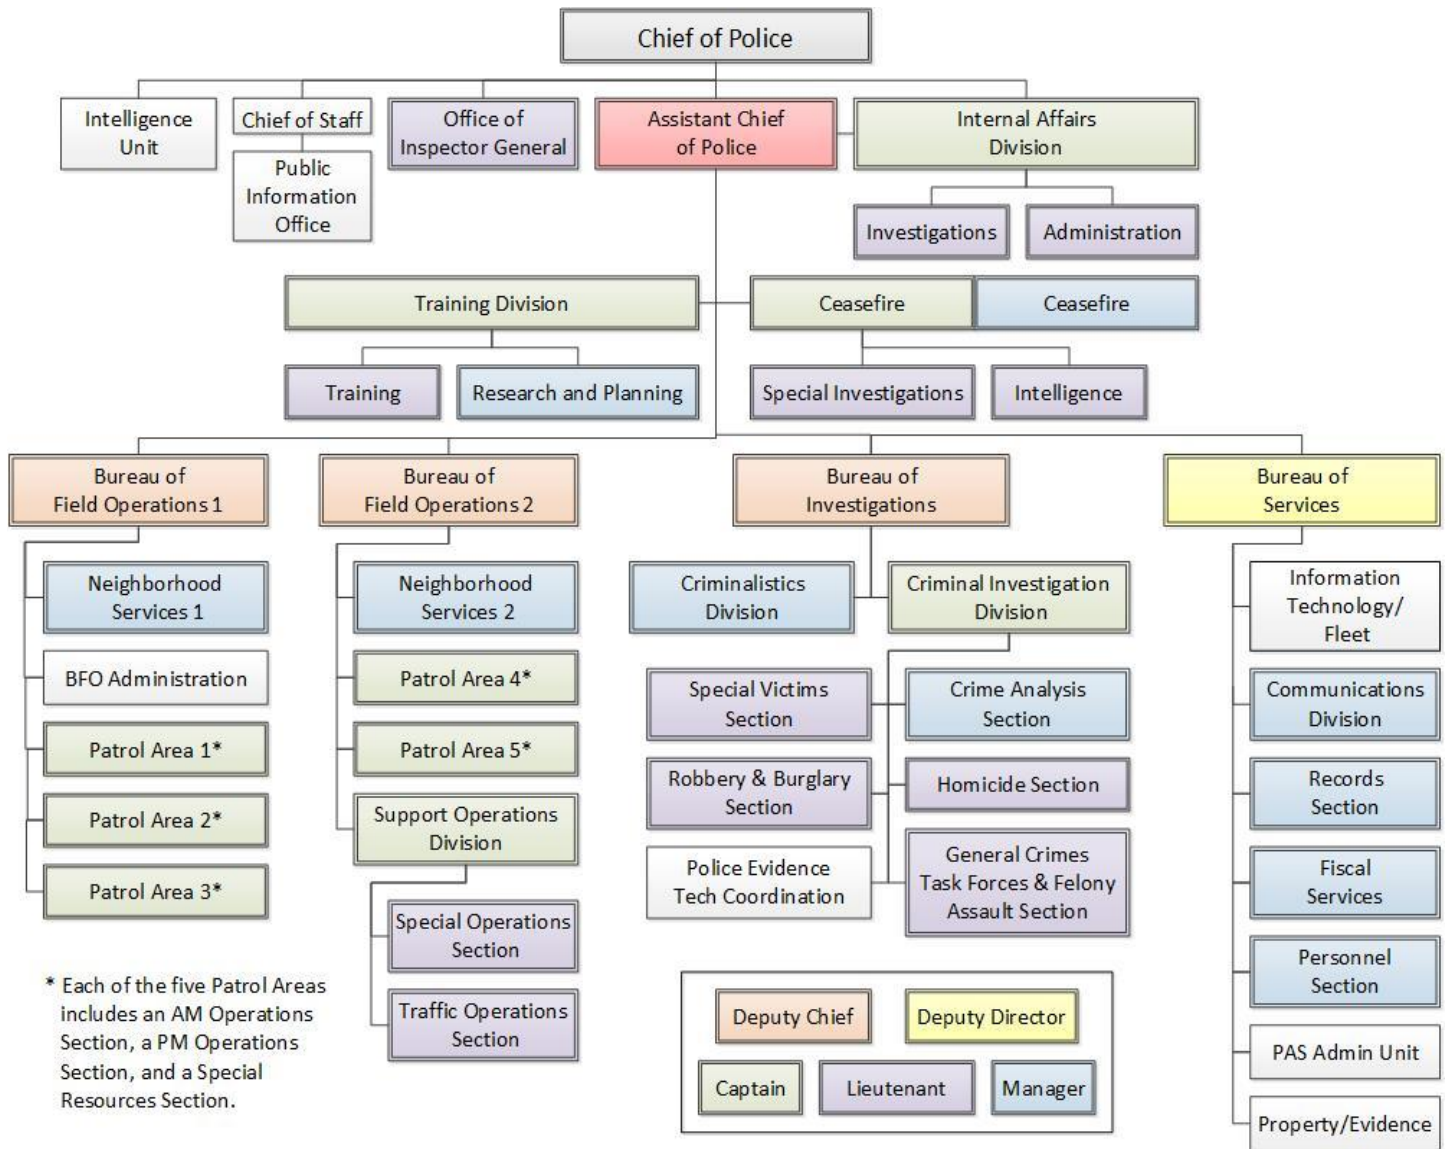 Chief of Police
Intelligence
Unit
Chief of Staff
Public
Information
Office
Office of
Inspector General
Assistant Chief
of Police
Internal Affairs
Division
Investigations
Administration
Training Division
Ceasefire
Ceasefire
Training
Research and Planning
Special Investigations
Intelligence
Bureau of
Field Operations 1
Neighborhood
Services 1
BFO Administration
Patrol Area 1*
Patrol Area 2*
Patrol Area 3*
Bureau of
Field Operations 2
Neighborhood
Services 2
Patrol Area 4*
Patrol Area 5*
Support Operations
Division
Special Operations
Section
Traffic Operations
Section
Bureau of
Investigations
Criminalistics
Division
Criminal Investigation
Division
Special Victims
Section
Crime Analysis
Section
Robbery & Burglary
Section
Homicide Section
Police Evidence
Tech Coordination
General Crimes
Task Forces & Felony
Assault Section
Bureau of
Services
Information
Technology/
Fleet
Communications
Division
Records
Section
Fiscal
Services
Personnel
Section
PAS Admin Unit
Property/Evidence
* Each of the five Patrol Areas
includes an AM Operations
Section, a PM Operations
Section, and a Special
Resources Section.
Deputy Chief
Deputy Director
Captain
Lieutenant
Manager